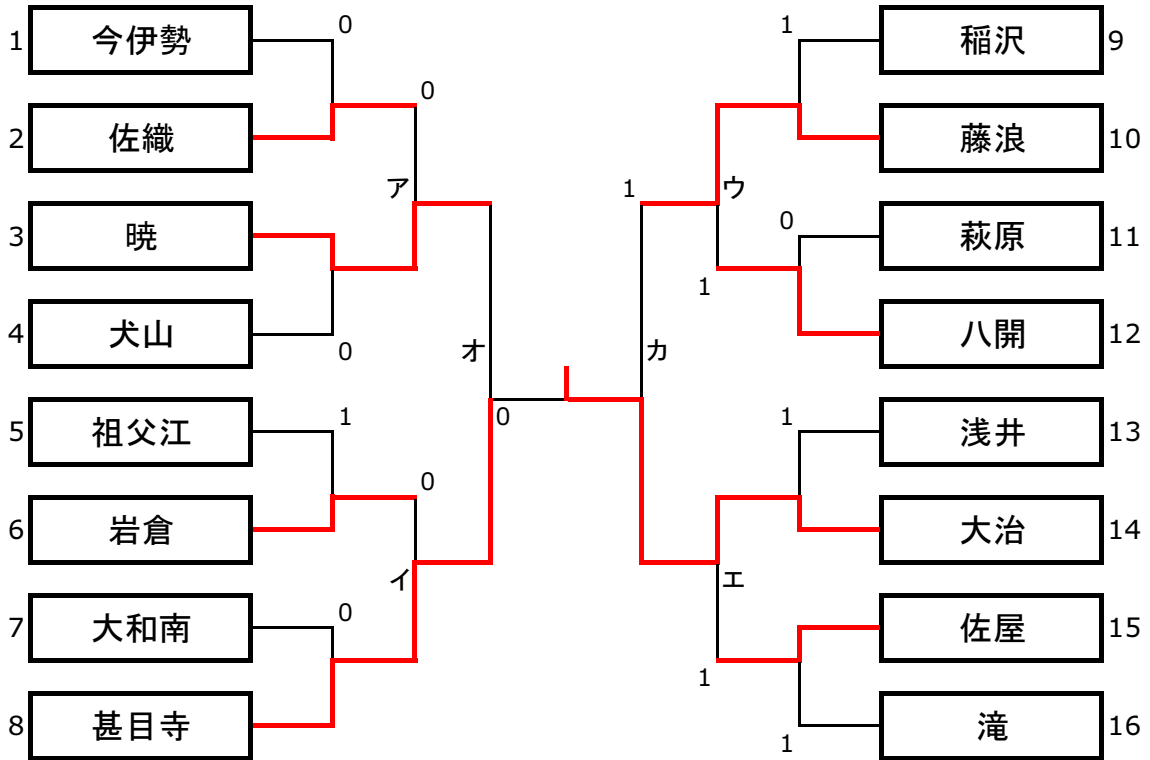 1 今伊勢 0
2 佐織 0
ア
3 暁
4 犬山 0
オ 0
5 祖父江 1
6 岩倉 0
イ
7 大和南 0
8 甚目寺
1 稲沢 9
藤浪 10
1 ウ
0 萩原 11
1 八開 12
カ
1 浅井 13
大治 14
エ
佐屋 15
1
1 滝 16